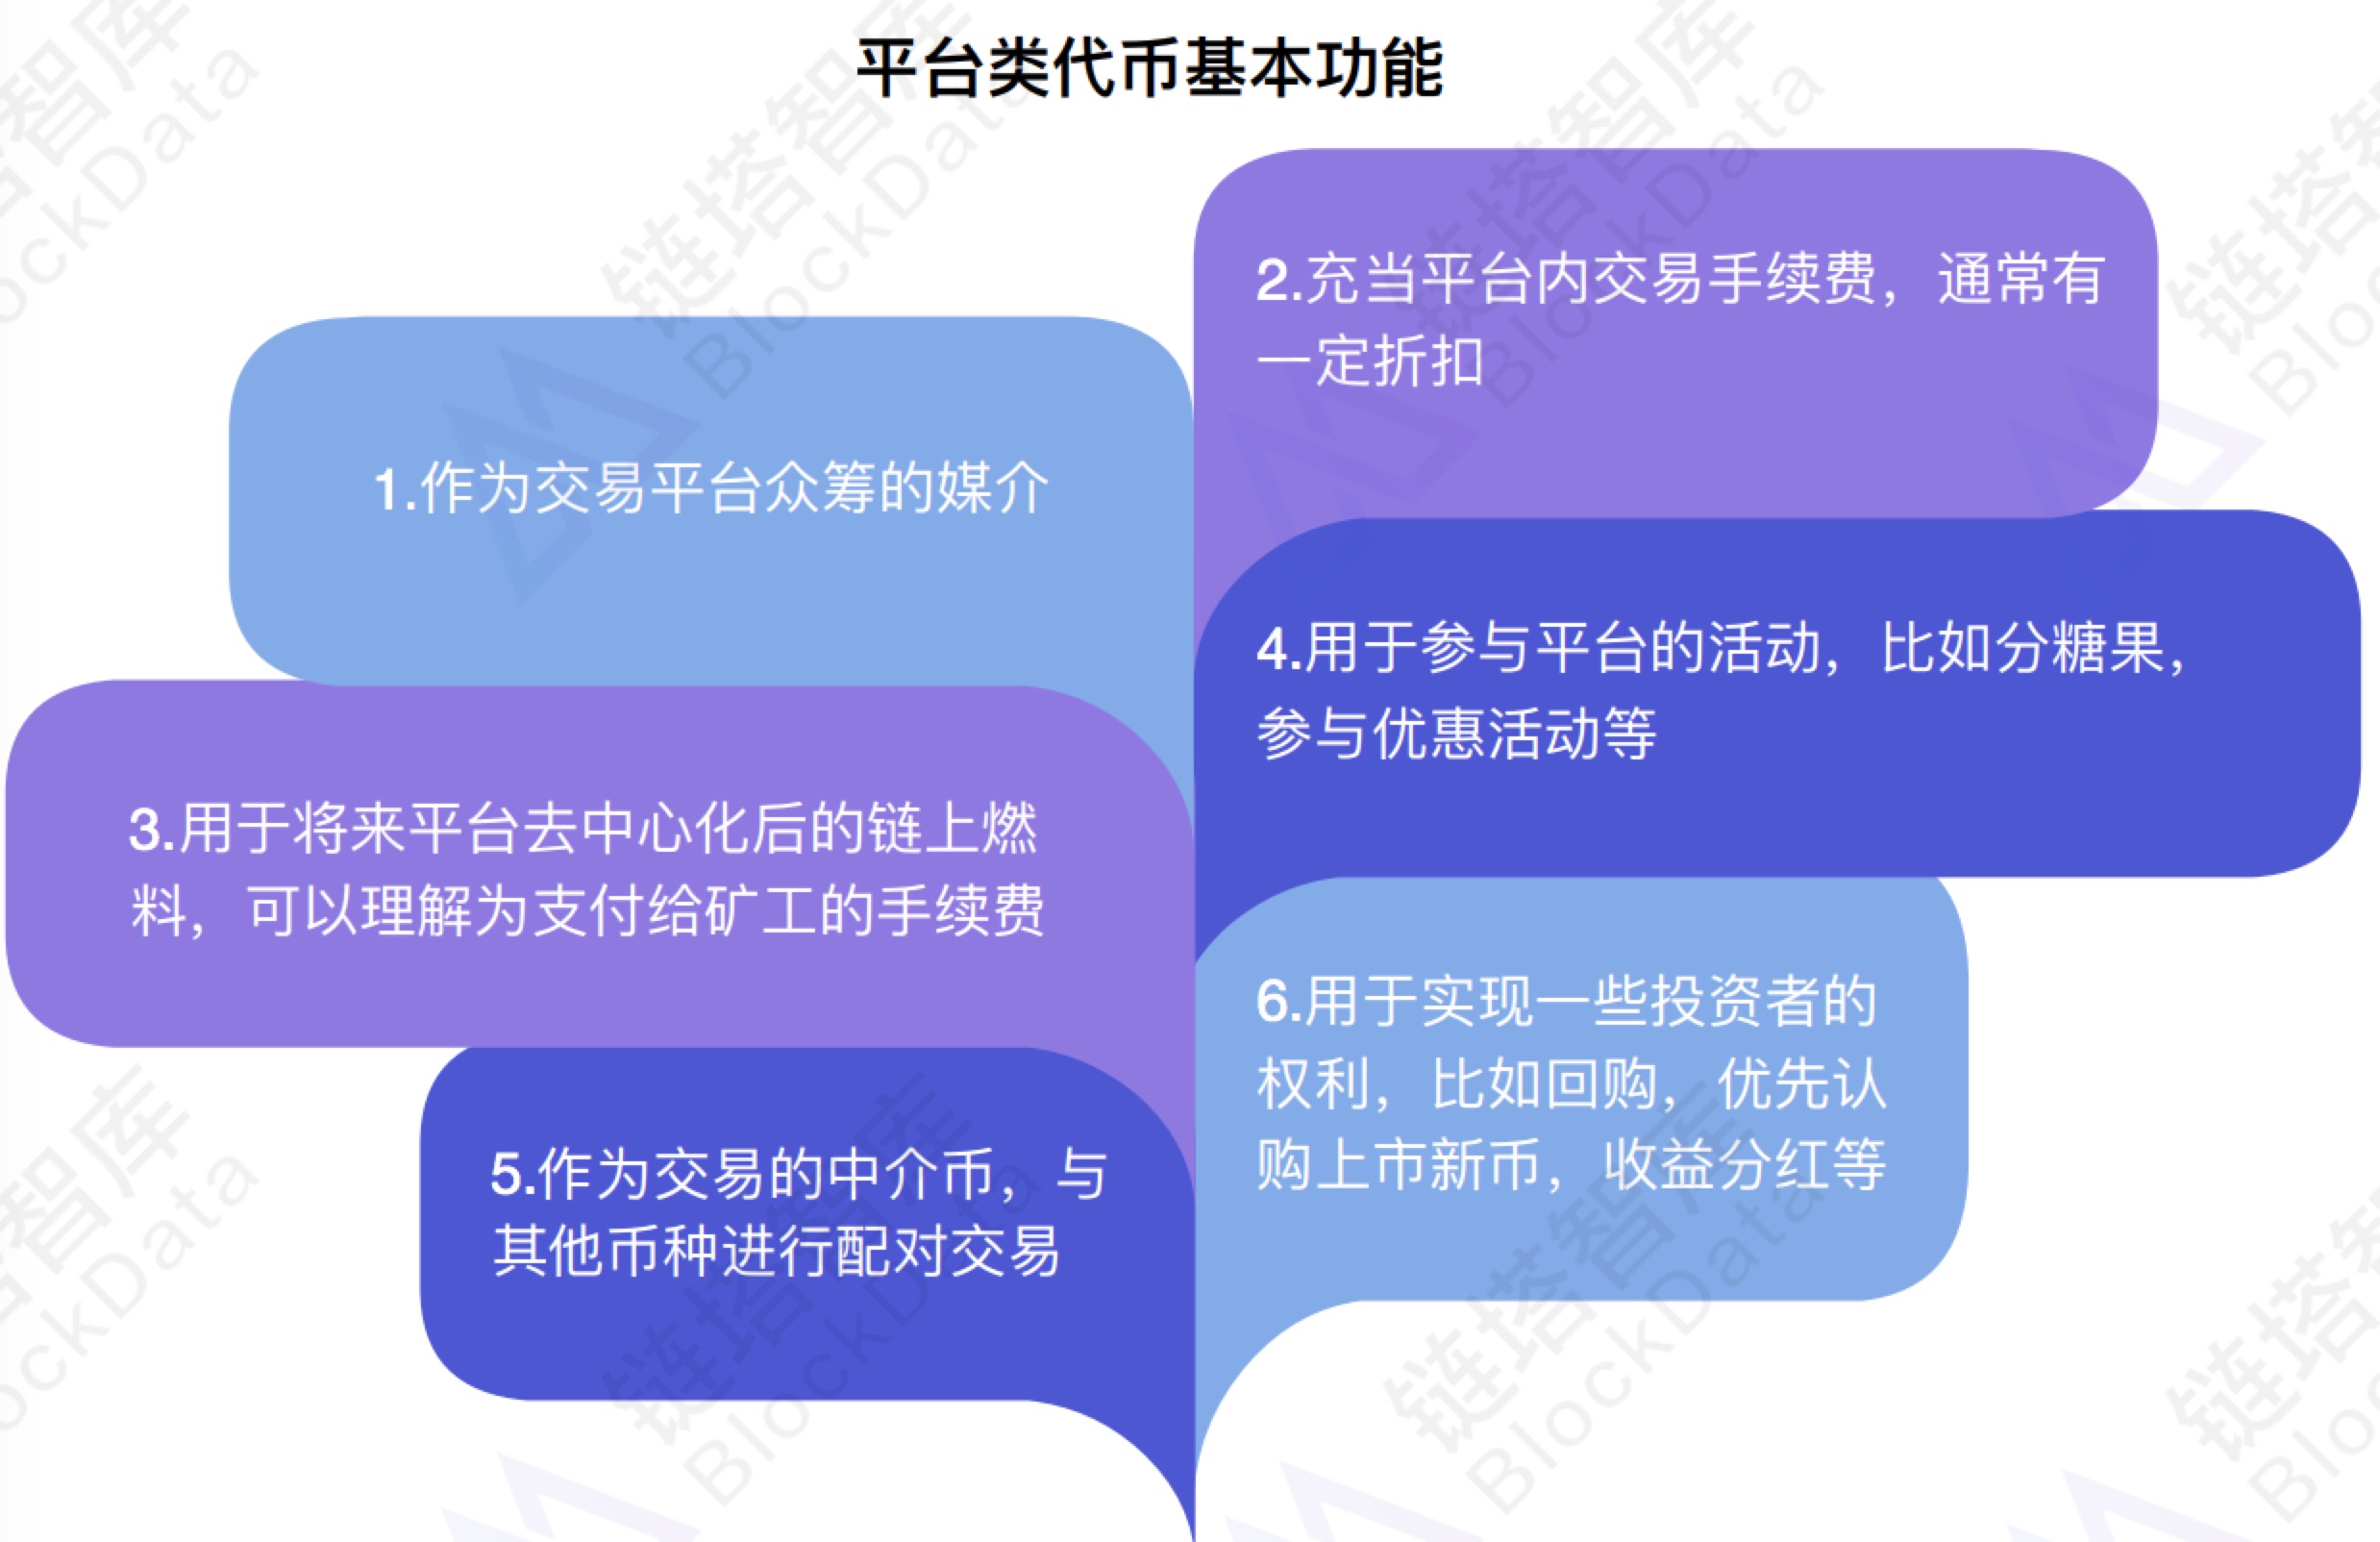 平台类代币基本功能
1.作为交易平台众筹的媒介
2.充当平台内交易手续费，通常有
一定折扣
3.用于将来平台去中心化后的链上燃
料，可以理解为支付给矿工的手续费
4.用于参与平台的活动，比如分糖果，
参与优惠活动等
5.作为交易的中介币，与
其他币种进行配对交易
6.用于实现一些投资者的
权利，比如回购，优先认
购上市新币，收益分红等
链塔智库
BlockData